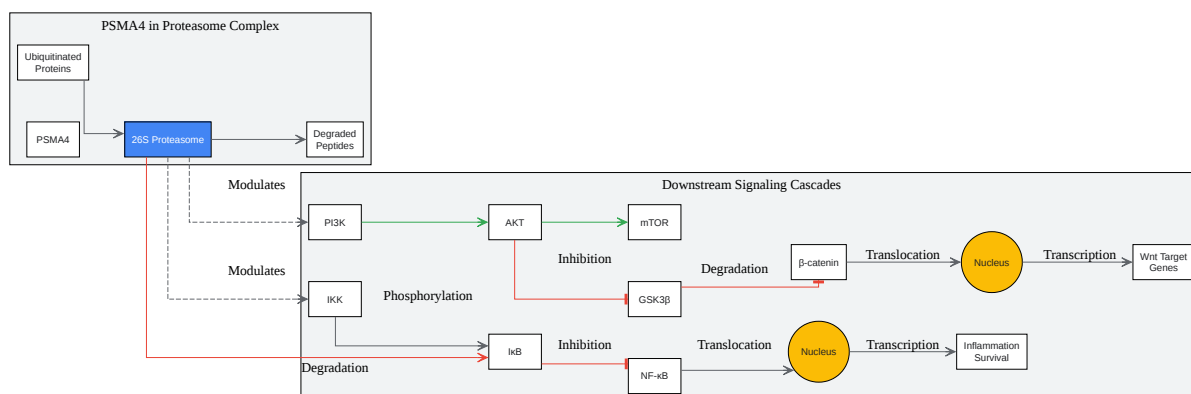 PSMA4 in Proteasome Complex
Ubiquitinated
Proteins
PSMA4
26S Proteasome
Degraded
Peptides
Modulates
Downstream Signaling Cascades
PI3K
AKT
mTOR
Inhibition
Degradation
β-catenin
Translocation
Nucleus
Transcription
Wnt Target
Genes
Modulates
IKK
Phosphorylation
GSK3β
IκB
Inhibition
Translocation
Nucleus
Transcription
Inflammation
Survival
Degradation
NF-κB